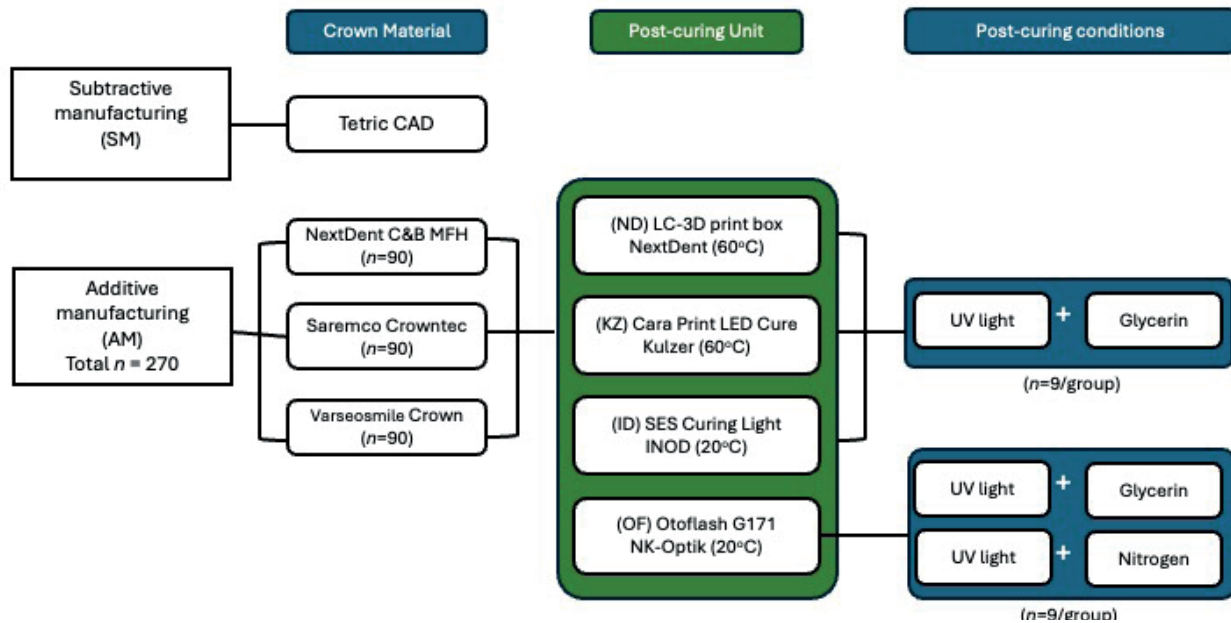 Crown Material
Post-curing Unit
Post-curing conditions
Subtractive
manufacturing
(SM)
Tetric CAD
Additive
manufacturing
(AM)
Total n = 270
NextDent C&B MFH
(n=90)
Saremco Crowntec
(n=90)
Varseosmile Crown
(n=90)
(ND) LC-3D print box
NextDent (60°C)
(KZ) Cara Print LED Cure
Kulzer (60°C)
(ID) SES Curing Light
INOD (20°C)
(OF) Otoflash G171
NK-Optik (20°C)
UV light + Glycerin
(n=9/group)
UV light + Glycerin
UV light + Nitrogen
(n=9/group)